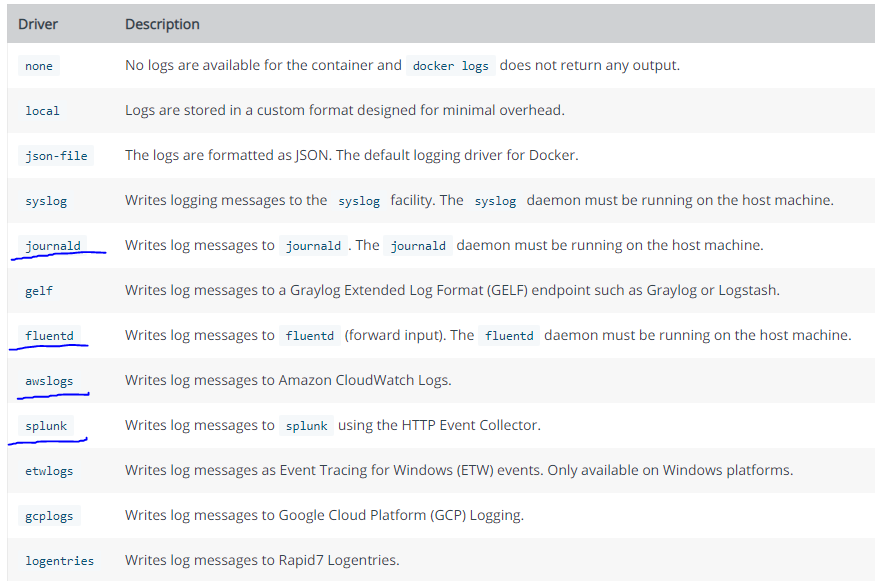 Driver Description
none No logs are available for the container and docker logs does not return any output.
local Logs are stored in a custom format designed for minimal overhead.
json-file The logs are formatted as JSON. The default logging driver for Docker.
syslog Writes logging messages to the syslog facility. The syslog daemon must be running on the host machine.
journald Writes log messages to journald . The journald daemon must be running on the host machine.
gelf Writes log messages to a Graylog Extended Log Format (GELF) endpoint such as Graylog or Logstash.
fluentd Writes log messages to fluentd (forward input). The fluentd daemon must be running on the host machine.
awslogs Writes log messages to Amazon CloudWatch Logs.
splunk Writes log messages to splunk using the HTTP Event Collector.
etwlogs Writes log messages as Event Tracing for Windows (ETW) events. Only available on Windows platforms.
gcplogs Writes log messages to Google Cloud Platform (GCP) Logging.
logentries Writes log messages to Rapid7 Logentries.